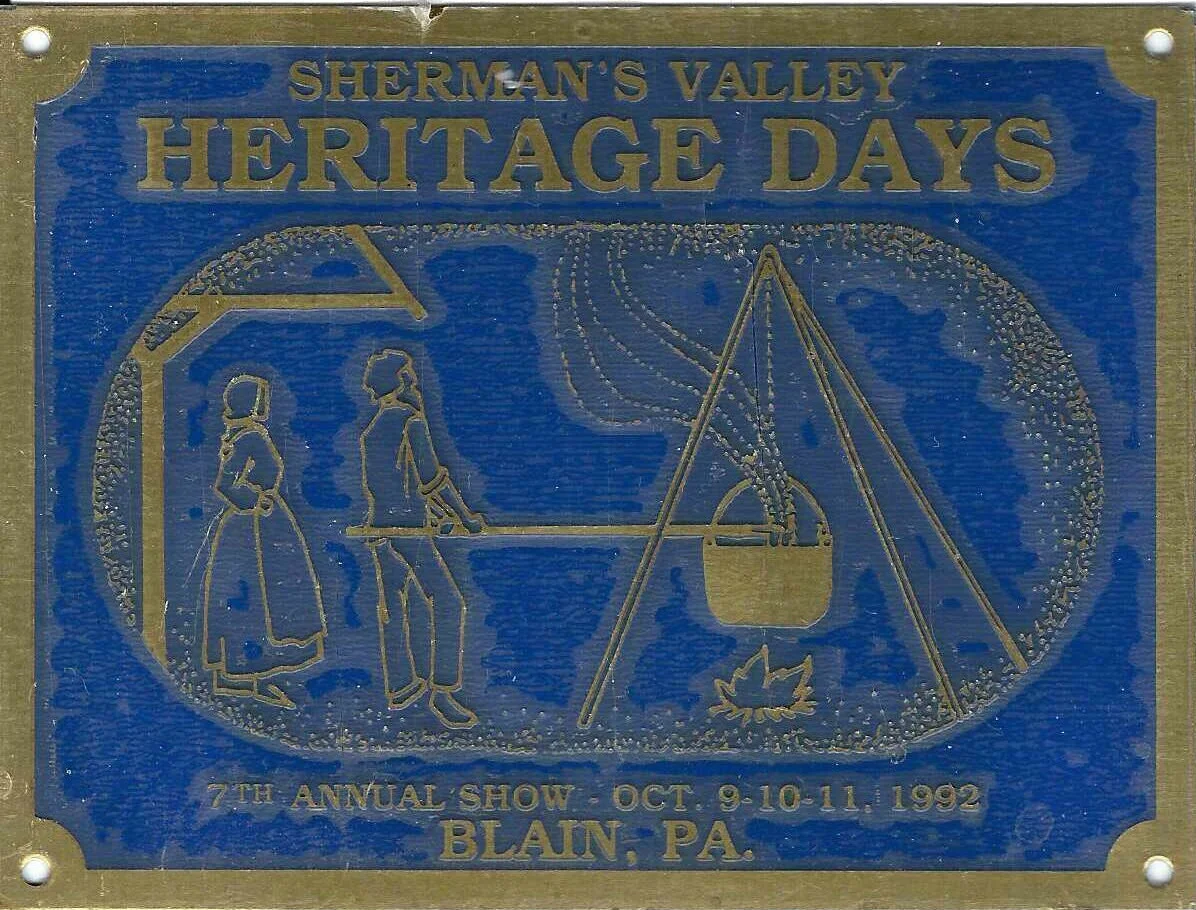 SHERMAN'S VALLEY
HERITAGE DAYS
7TH ANNUAL SHOW - OCT. 9-10-11, 1992
BLAIN, PA.